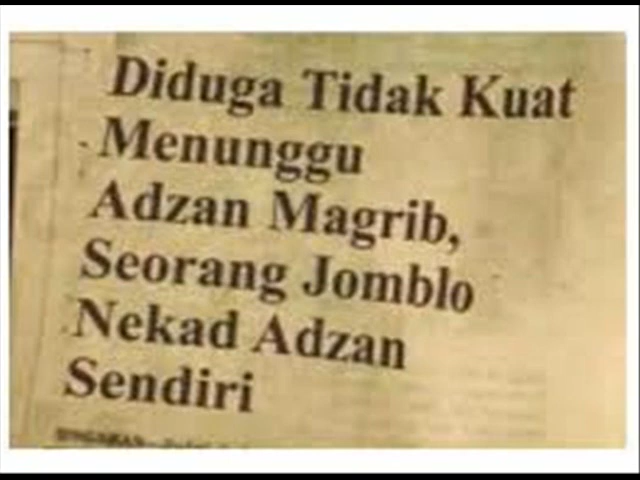 Diduga Tidak Kuat
Menunggu
Adzan Magrib,
Seorang Jomblo
Nekad Adzan
Sendiri